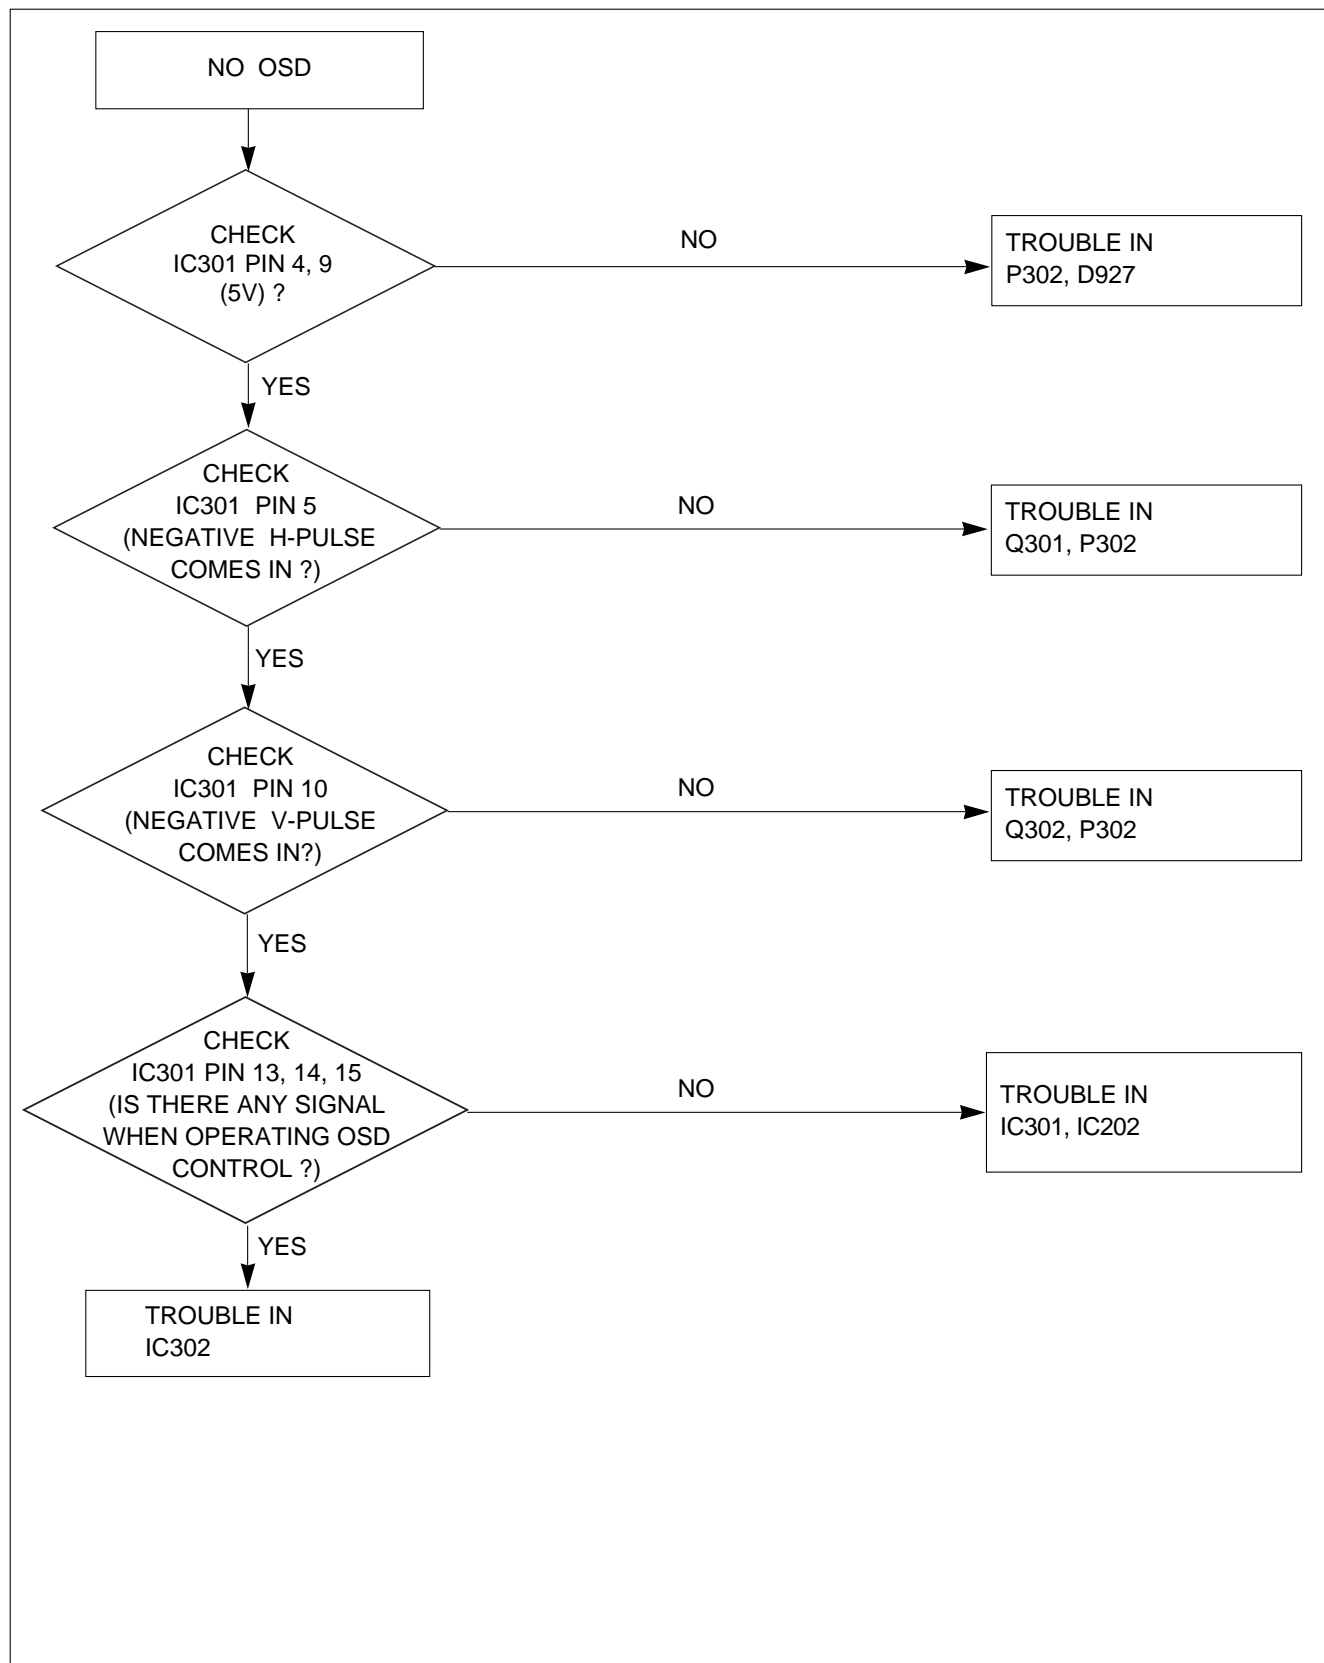 NO OSD
CHECK
IC301 PIN 4, 9
(5V) ?
NO
TROUBLE IN
P302, D927
YES
CHECK
IC301 PIN 5
(NEGATIVE H-PULSE
COMES IN ?)
NO
TROUBLE IN
Q301, P302
YES
CHECK
IC301 PIN 10
(NEGATIVE V-PULSE
COMES IN?)
NO
TROUBLE IN
Q302, P302
YES
CHECK
IC301 PIN 13, 14, 15
(IS THERE ANY SIGNAL
WHEN OPERATING OSD
CONTROL ?)
NO
TROUBLE IN
IC301, IC202
YES
TROUBLE IN
IC302